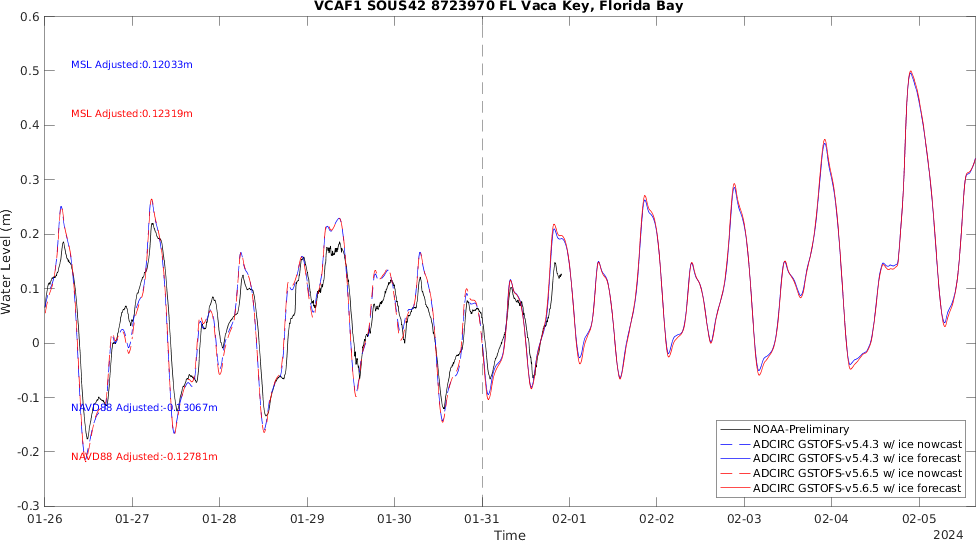 VCAF1 SOUS42 8723970 FL Vaca Key, Florida Bay
0.6
0.5
0.4
0.3
0.2
0.1
0
-0.1
-0.2
-0.3
Water Level (m)
MSL Adjusted:0.12033m
MSL Adjusted:0.12319m
NAVD88 Adjusted:-0.13067m
NAVD88 Adjusted:-0.12781m
NOAA-Preliminary
ADCIRC GSTOFS-v5.4.3 w/ ice nowcast
ADCIRC GSTOFS-v5.4.3 w/ ice forecast
ADCIRC GSTOFS-v5.6.5 w/ ice nowcast
ADCIRC GSTOFS-v5.6.5 w/ ice forecast
01-26 01-27 01-28 01-29 01-30 01-31 02-01 02-02 02-03 02-04 02-05
Time
2024